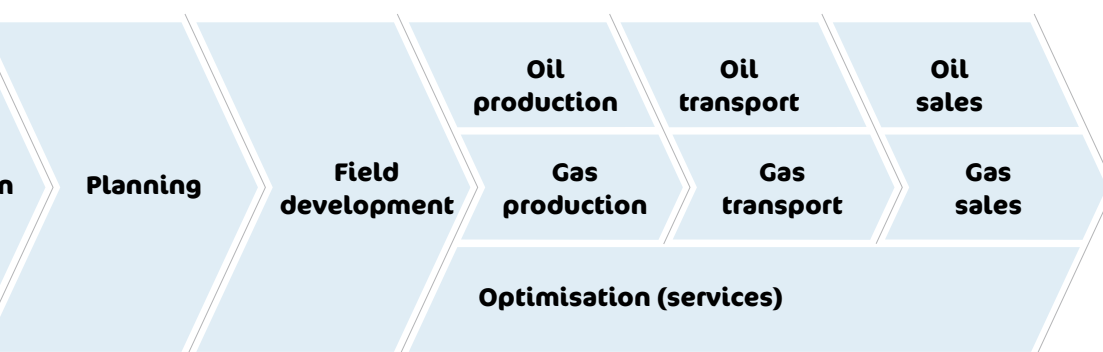 n
Planning
Field
development
Oil
production
Oil
transport
Oil
sales
Gas
production
Gas
transport
Gas
sales
Optimisation (services)